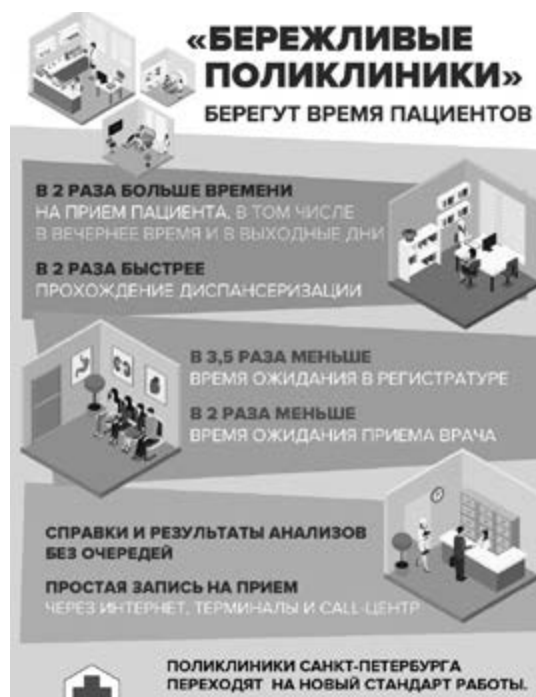 «БЕРЕЖЛИВЫЕ
ПОЛИКЛИНИКИ»
БЕРЕГУТ ВРЕМЯ ПАЦИЕНТОВ
В 2 РАЗА БОЛЬШЕ ВРЕМЕНИ
НА ПРИЕМ ПАЦИЕНТА, В ТОМ ЧИСЛЕ
В ВЕЧЕРНЕЕ ВРЕМЯ И В ВЫХОДНЫЕ ДНИ
В 2 РАЗА БЫСТРЕЕ
ПРОХОЖДЕНИЕ ДИСПАНСЕРИЗАЦИИ
В 3,5 РАЗА МЕНЬШЕ
ВРЕМЯ ОЖИДАНИЯ В РЕГИСТРАТУРЕ
В 2 РАЗА МЕНЬШЕ
ВРЕМЯ ОЖИДАНИЯ ПРИЕМА ВРАЧА
СПРАВКИ И РЕЗУЛЬТАТЫ АНАЛИЗОВ
БЕЗ ОЧЕРЕДЕЙ
ПРОСТАЯ ЗАПИСЬ НА ПРИЕМ
ЧЕРЕЗ ИНТЕРНЕТ, ТЕРМИНАЛЫ И CALL-ЦЕНТР
ПОЛИКЛИНИКИ САНКТ-ПЕТЕРБУРГА
ПЕРЕХОДЯТ НА НОВЫЙ СТАНДАРТ РАБОТЫ.